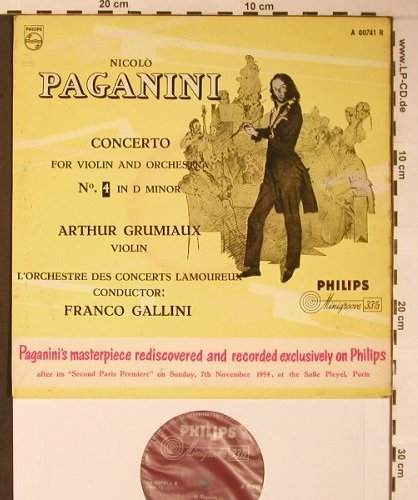 20 cm
10 cm
PHILIPS
A 00741 R
NICOLÒ
PAGANINI
CONCERTO
FOR VIOLIN AND ORCHESTRA
No. 4 IN D MINOR
ARTHUR GRUMIAUX
VIOLIN
L'ORCHESTRE DES CONCERTS LAMOUREUX
CONDUCTOR:
FRANCO GALLINI
PHILIPS
Minigroove 33⅓
Paganini's masterpiece rediscovered and recorded exclusively on Philips
after its "Second Paris Premiere" on Sunday, 7th November 1954, at the Salle Pleyel, Paris
PHILIPS
Minigroove
www.LP-CD.de
10 cm
20 cm